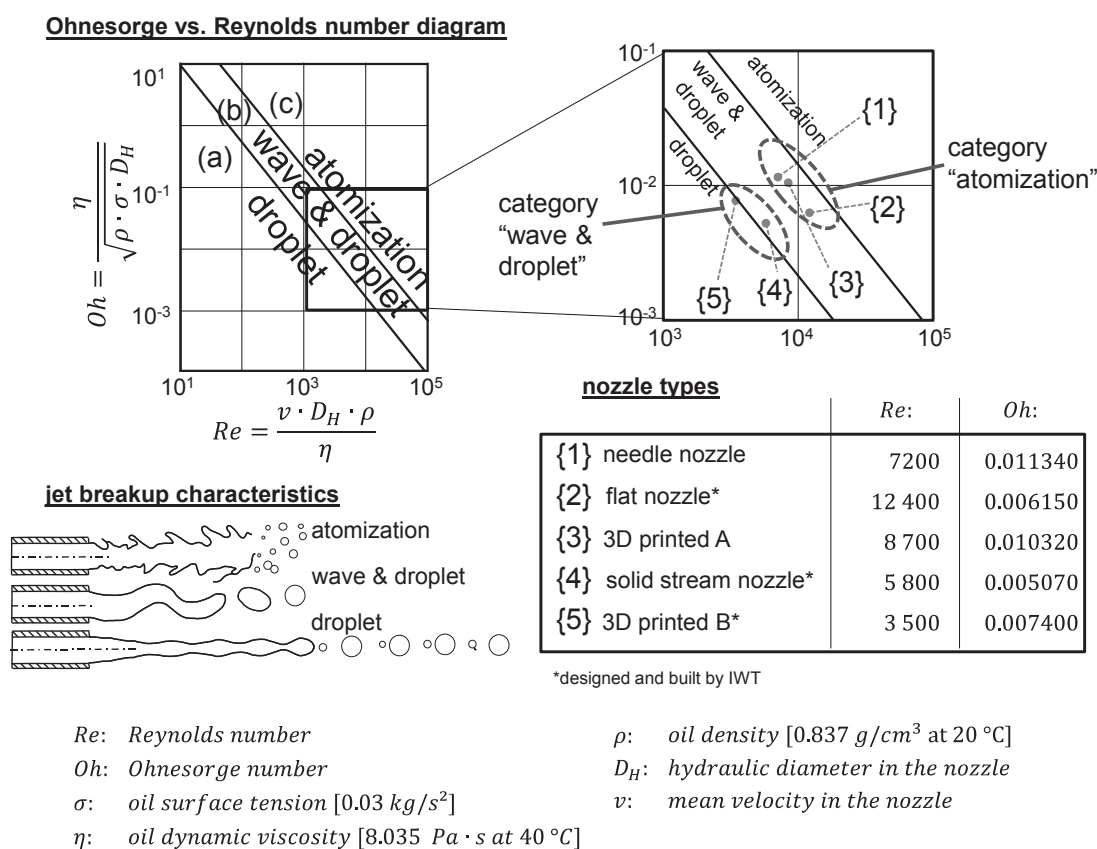 Ohnesorge vs. Reynolds number diagram
Oh = η / √(ρ · σ · D_H)
10^1
10^-1
10^-3
10^1
10^3
10^5
(a)
(b)
(c)
droplet
wave & droplet
atomization
Re = (v · D_H · ρ) / η
10^-1
10^-2
10^-3
10^3
10^4
10^5
droplet
wave &
droplet
atomization
{1}
{2}
{3}
{4}
{5}
category
“atomization”
category
“wave &
droplet”
nozzle types
Re: Oh:
{1} needle nozzle 7200 0.011340
{2} flat nozzle* 12 400 0.006150
{3} 3D printed A 8 700 0.010320
{4} solid stream nozzle* 5 800 0.005070
{5} 3D printed B* 3 500 0.007400
*designed and built by IWT
jet breakup characteristics
atomization
wave & droplet
droplet
Re: Reynolds number
Oh: Ohnesorge number
σ: oil surface tension [0.03 kg/s²]
η: oil dynamic viscosity [8.035 Pa · s at 40 °C]
ρ: oil density [0.837 g/cm³ at 20 °C]
D_H: hydraulic diameter in the nozzle
v: mean velocity in the nozzle